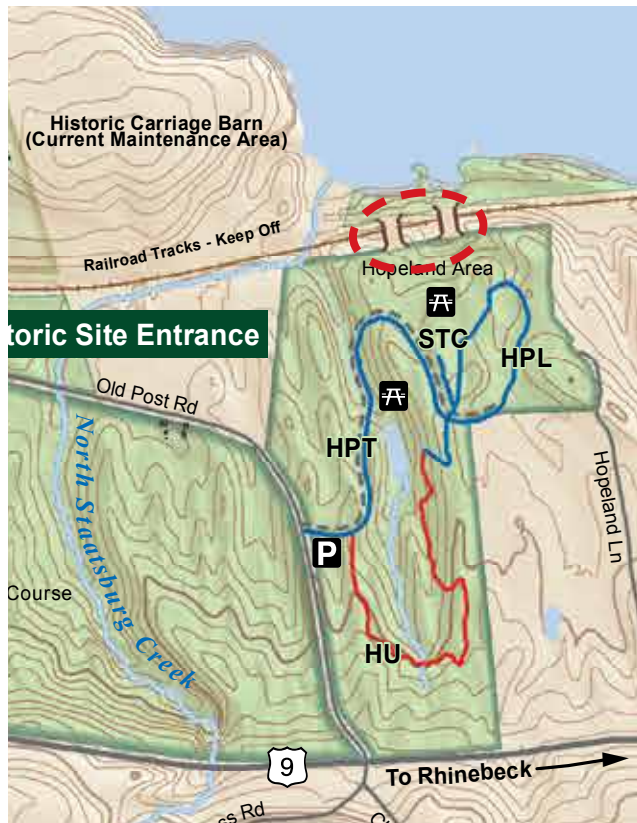 Historic Carriage Barn
(Current Maintenance Area)
Railroad Tracks - Keep Off
Hopeland Area
toric Site Entrance
STC
HPL
Old Post Rd
HPT
North Staatsburg Creek
Hopeland Ln
P
Course
HU
9
To Rhinebeck
ss Rd